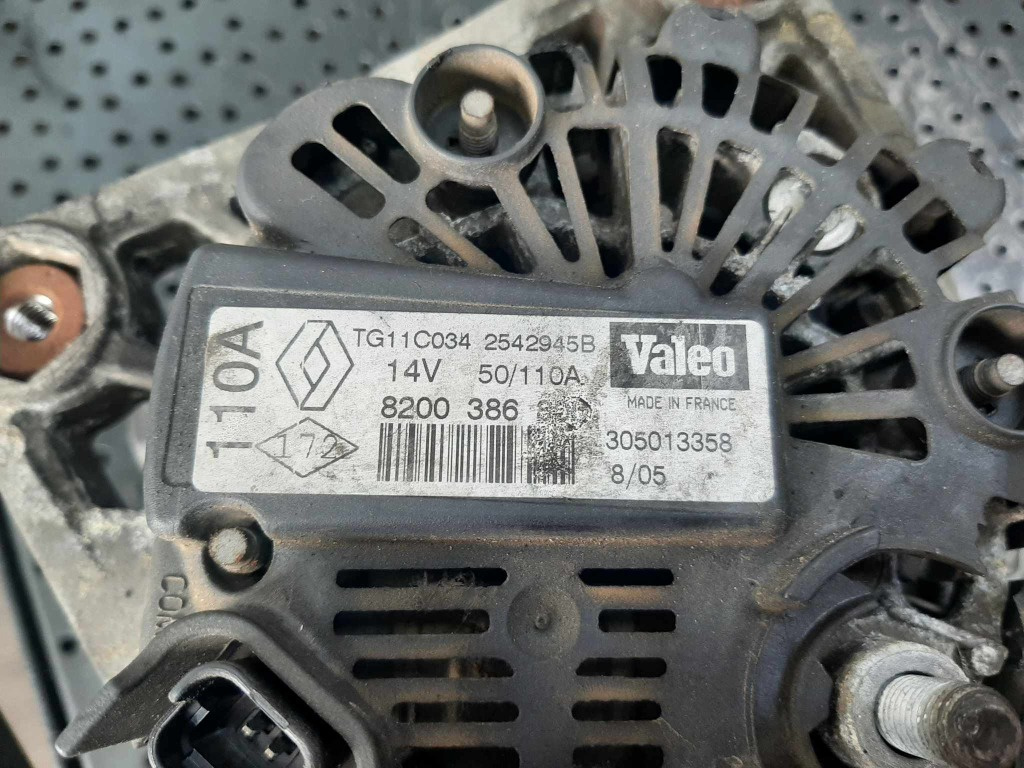 110A
TG11C034 2542945B
14V 50/110A
Valeo
MADE IN FRANCE
8200 386
305013358
172
8/05